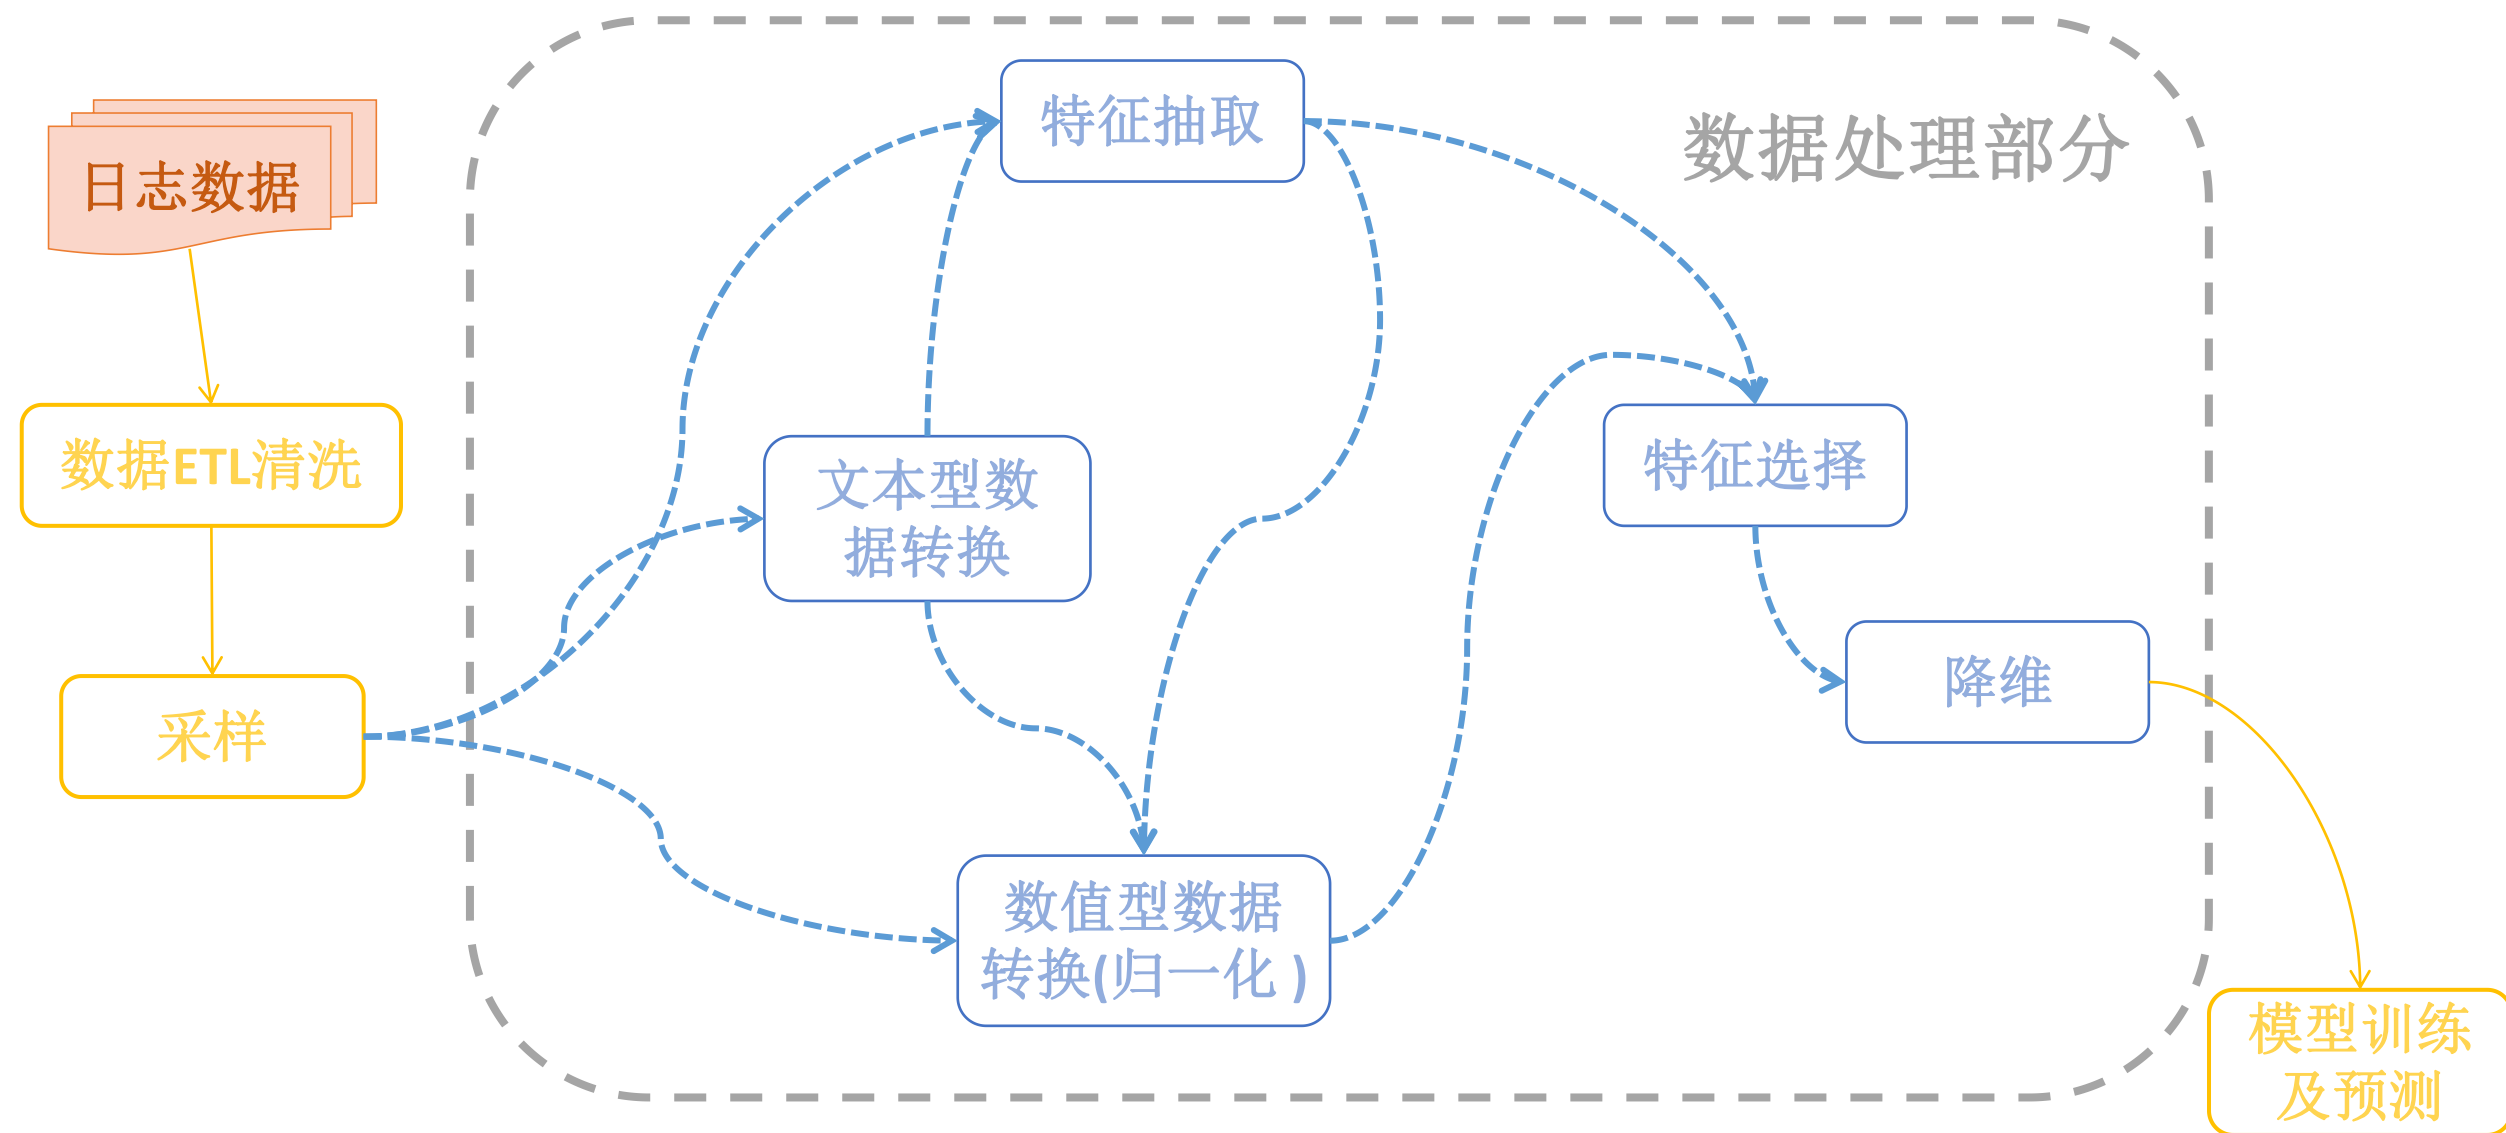 特征抽取
数据处理部分
日志数据
数据ETL清洗
文本型数
据转换
特征选择
降维
采样
数值型数据
转换(归一化)
模型训练
及预测